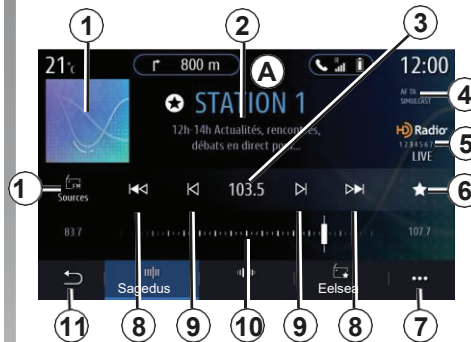 1 2 3
21°c 800 m R 12:00
A
AF TA
SIMULCAST 4
STATION 1
12h-14h Actualités, rencontres,
débats en direct pour...
HD Radio
5
LIVE
1 FM 103.5 6
Sources
83.7 107.7
Sagedus Eelsea
11 8 9 10 9 8 7